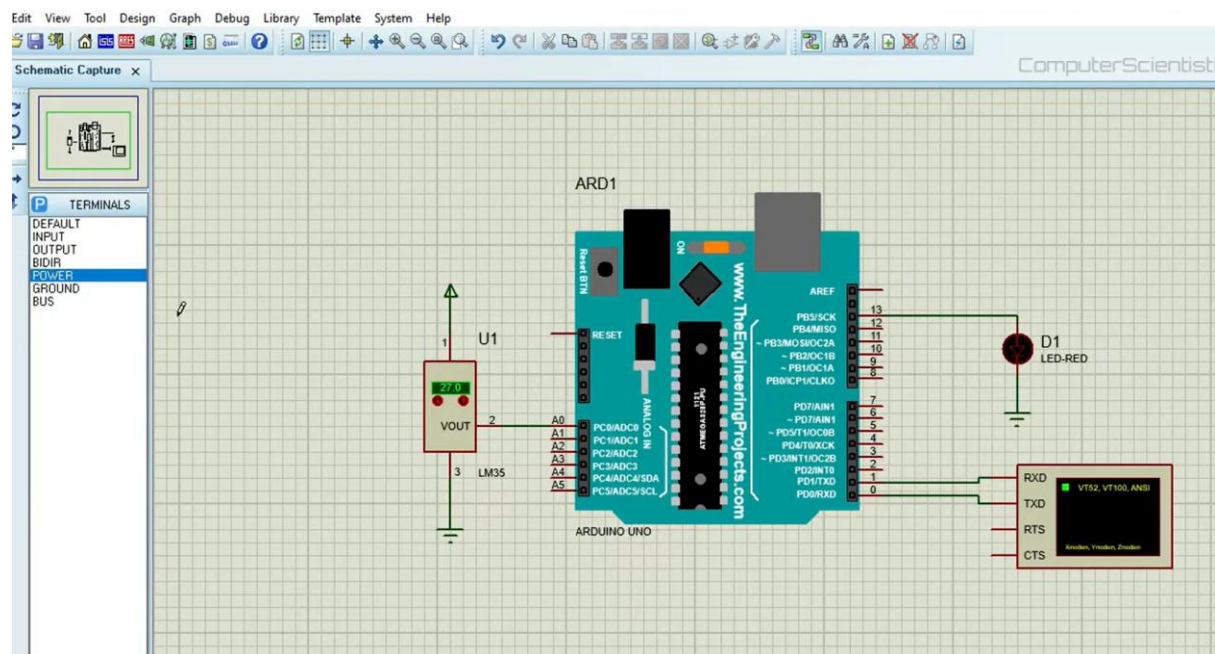 Edit View Tool Design Graph Debug Library Template System Help
Schematic Capture x
ComputerScientist
P TERMINALS
DEFAULT
INPUT
OUTPUT
BIDIR
POWER
GROUND
BUS
ARD1
Reset BTN
ON
www.TheEngineeringProjects.com
AREF
PB5/SCK 13
PB4/MISO 12
~ PB3/MOSI/OC2A 11
~ PB2/OC1B 10
~ PB1/OC1A 9
PB0/ICP1/CLKO 8
PD7/AIN1 7
~ PD7/AIN1 6
~ PD5/T1/OC0B 5
PD4/T0/XCK 4
~ PD3/INT1/OC2B 3
PD2/INT0 2
PD1/TXD 1
PD0/RXD 0
RESET
ANALOG IN
1121
ATMEGA328P-PU
A0 PC0/ADC0
A1 PC1/ADC1
A2 PC2/ADC2
A3 PC3/ADC3
A4 PC4/ADC4/SDA
A5 PC5/ADC5/SCL
ARDUINO UNO
U1
1
27.0
VOUT 2
3
LM35
D1
LED-RED
RXD
TXD
RTS
CTS
VT52, VT100, ANSI
Xmodem, Ymodem, Zmodem